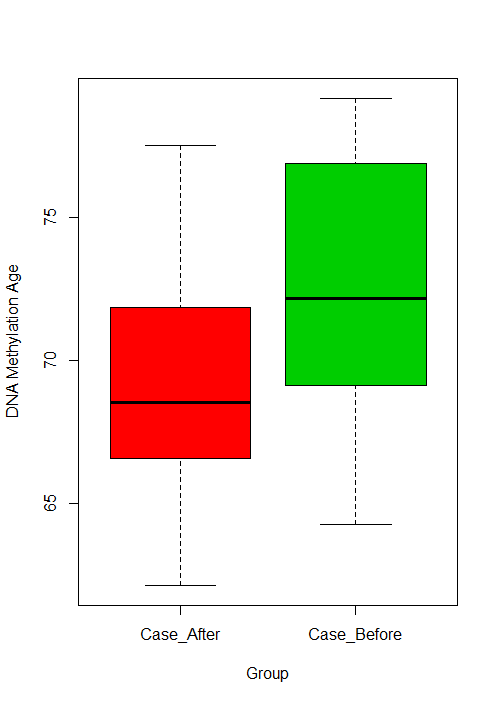 DNA Methylation Age
75
70
65
Case_After
Case_Before
Group